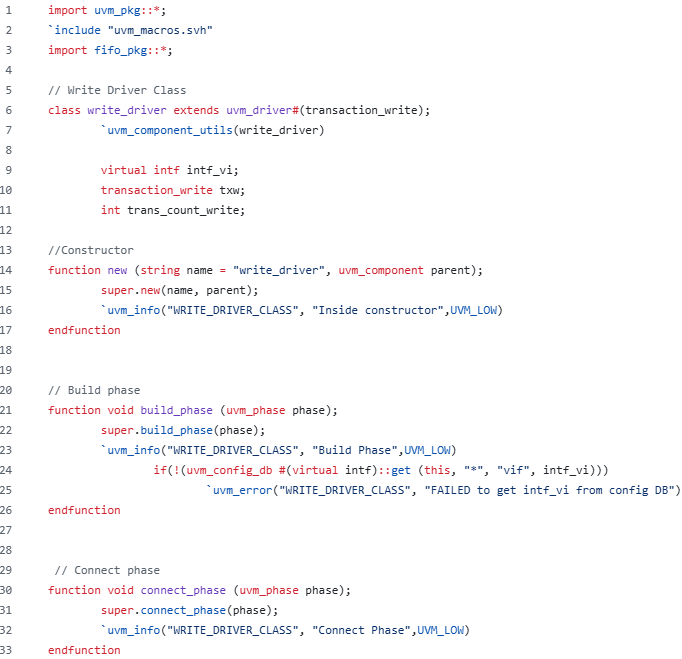 1 import uvm_pkg::*;
2 `include "uvm_macros.svh"
3 import fifo_pkg::*;
4
5 // Write Driver Class
6 class write_driver extends uvm_driver#(transaction_write);
7 `uvm_component_utils(write_driver)
8
9 virtual intf intf_vi;
10 transaction_write txw;
11 int trans_count_write;
12
13 //Constructor
14 function new (string name = "write_driver", uvm_component parent);
15 super.new(name, parent);
16 `uvm_info("WRITE_DRIVER_CLASS", "Inside constructor",UVM_LOW)
17 endfunction
18
19
20 // Build phase
21 function void build_phase (uvm_phase phase);
22 super.build_phase(phase);
23 `uvm_info("WRITE_DRIVER_CLASS", "Build Phase",UVM_LOW)
24 if(!(uvm_config_db #(virtual intf)::get (this, "*", "vif", intf_vi)))
25 `uvm_error("WRITE_DRIVER_CLASS", "FAILED to get intf_vi from config DB")
26 endfunction
27
28
29 // Connect phase
30 function void connect_phase (uvm_phase phase);
31 super.connect_phase(phase);
32 `uvm_info("WRITE_DRIVER_CLASS", "Connect Phase",UVM_LOW)
33 endfunction